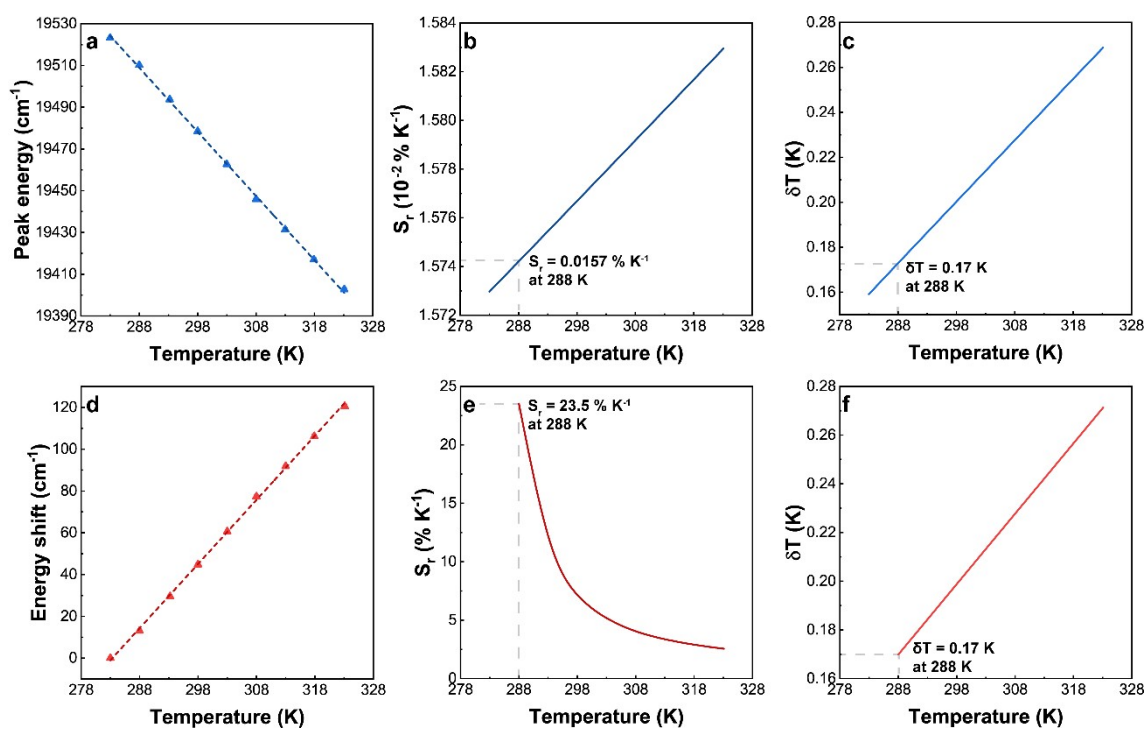 a
Peak energy (cm⁻¹)
19530
19510
19490
19470
19450
19430
19410
19390
278 288 298 308 318 328
Temperature (K)
b
Sᵣ (10⁻² % K⁻¹)
1.584
1.582
1.580
1.578
1.576
1.574
1.572
Sᵣ = 0.0157 % K⁻¹
at 288 K
278 288 298 308 318 328
Temperature (K)
c
δT (K)
0.28
0.26
0.24
0.22
0.20
0.18
0.16
δT = 0.17 K
at 288 K
278 288 298 308 318 328
Temperature (K)
d
Energy shift (cm⁻¹)
120
100
80
60
40
20
0
278 288 298 308 318 328
Temperature (K)
e
Sᵣ (% K⁻¹)
25
20
15
10
5
0
Sᵣ = 23.5 % K⁻¹
at 288 K
278 288 298 308 318 328
Temperature (K)
f
δT (K)
0.28
0.26
0.24
0.22
0.20
0.18
0.16
δT = 0.17 K
at 288 K
278 288 298 308 318 328
Temperature (K)